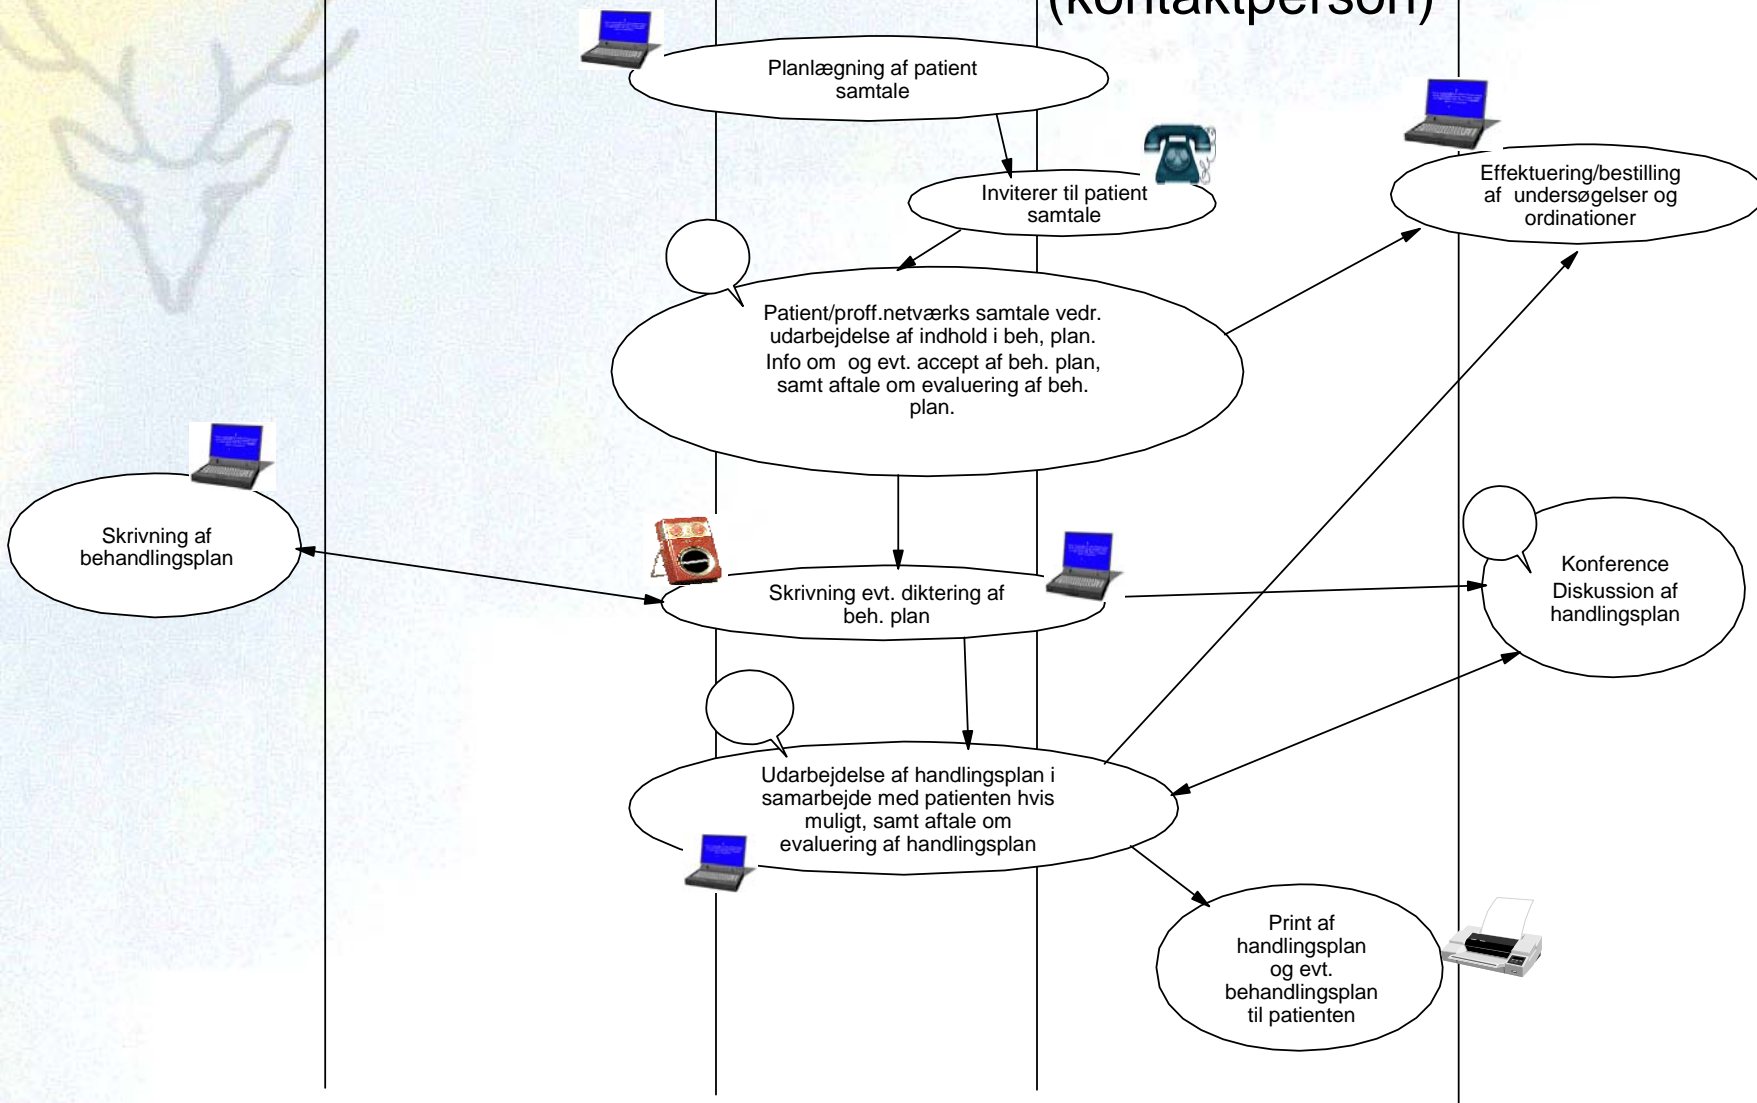 (kontaktperson)
Planlægning af patient
samtale
Inviterer til patient
samtale
Effektuering/bestilling
af  undersøgelser og
ordinationer
Patient/proff.netværks samtale vedr.
udarbejdelse af indhold i beh, plan.
Info om  og evt. accept af beh. plan,
samt aftale om evaluering af beh.
plan.
Skrivning af
behandlingsplan
Skrivning evt. diktering af
beh. plan
Konference
Diskussion af
handlingsplan
Udarbejdelse af handlingsplan i
samarbejde med patienten hvis
muligt, samt aftale om
evaluering af handlingsplan
Print af
handlingsplan
og evt.
behandlingsplan
til patienten